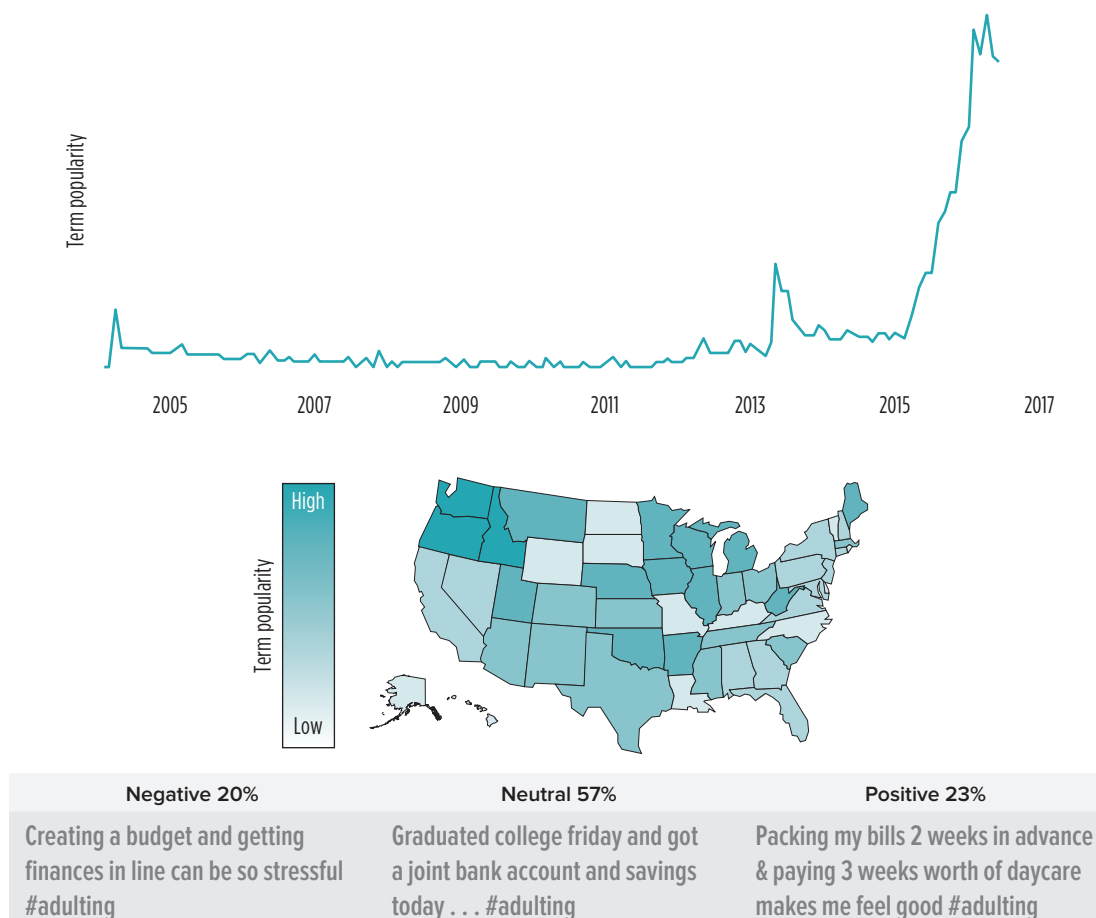 Term popularity
2005 2007 2009 2011 2013 2015 2017
High
Term popularity
Low
Negative 20% Neutral 57% Positive 23%
Creating a budget and getting
finances in line can be so stressful
#adulting
Graduated college friday and got
a joint bank account and savings
today . . . #adulting
Packing my bills 2 weeks in advance
& paying 3 weeks worth of daycare
makes me feel good #adulting